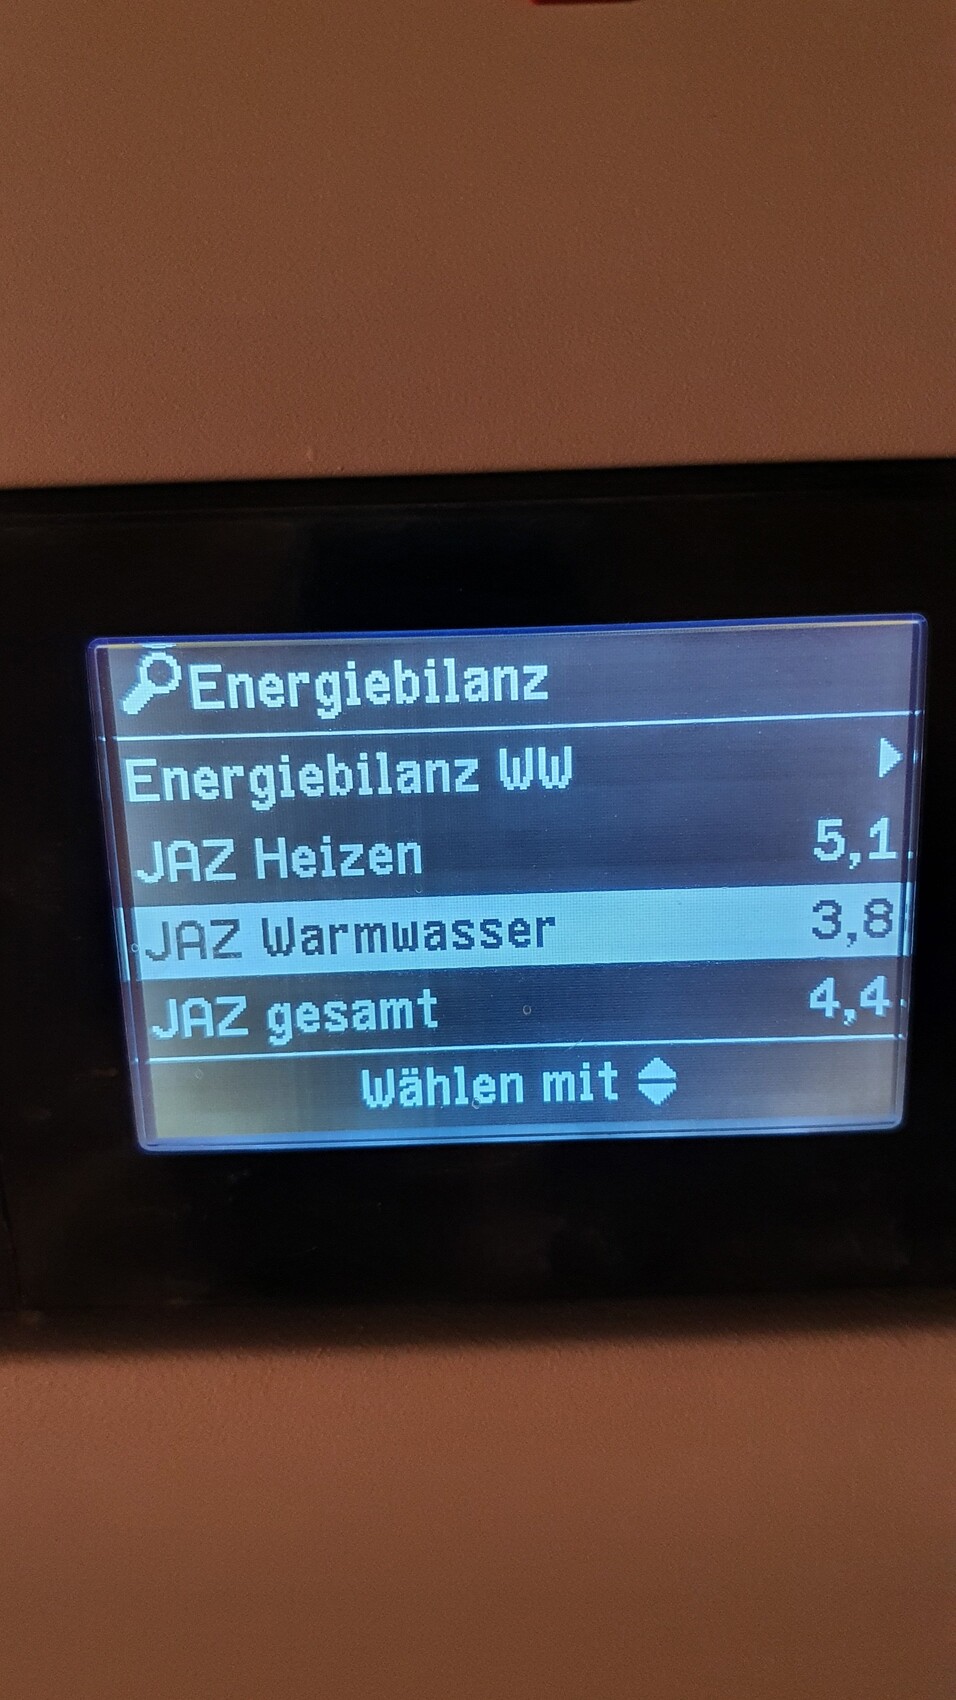 Energiebilanz
Energiebilanz WW
JAZ Heizen 5,1
JAZ Warmwasser 3,8
JAZ gesamt 4,4
Wählen mit